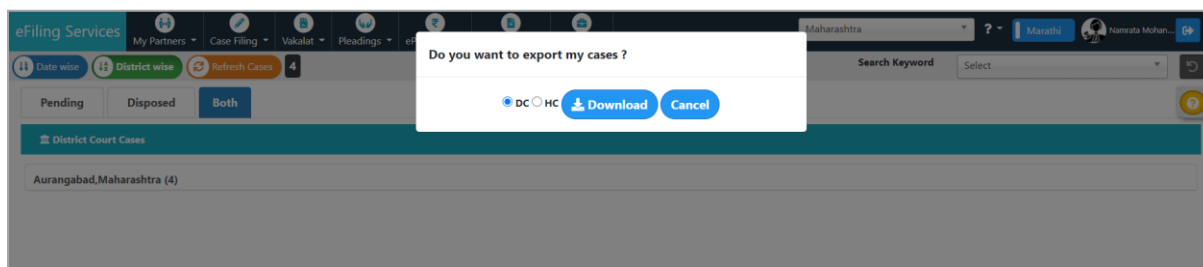 eFiling Services
My Partners
Case Filing
Vakalat
Pleadings
Maharashtra
?
Marathi
Namrata Mohan...
Do you want to export my cases ?
DC HC Download Cancel
Date wise
District wise
Refresh Cases
4
Search Keyword
Select
Pending
Disposed
Both
District Court Cases
Aurangabad,Maharashtra (4)